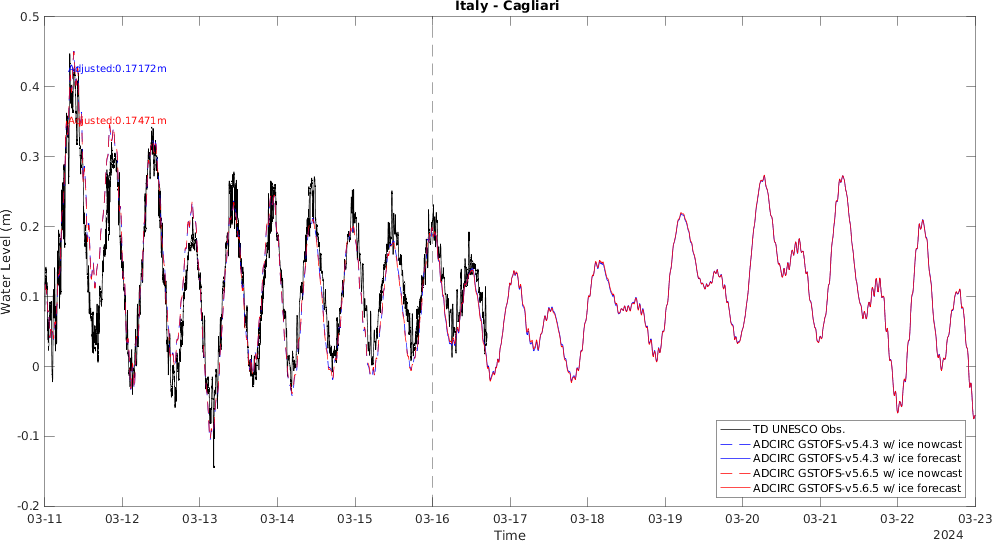 Italy - Cagliari
0.5
0.4
0.3
0.2
0.1
0
-0.1
-0.2
Water Level (m)
Adjusted:0.17172m
Adjusted:0.17471m
TD UNESCO Obs.
ADCIRC GSTOFS-v5.4.3 w/ ice nowcast
ADCIRC GSTOFS-v5.4.3 w/ ice forecast
ADCIRC GSTOFS-v5.6.5 w/ ice nowcast
ADCIRC GSTOFS-v5.6.5 w/ ice forecast
03-11 03-12 03-13 03-14 03-15 03-16 03-17 03-18 03-19 03-20 03-21 03-22 03-23
Time
2024